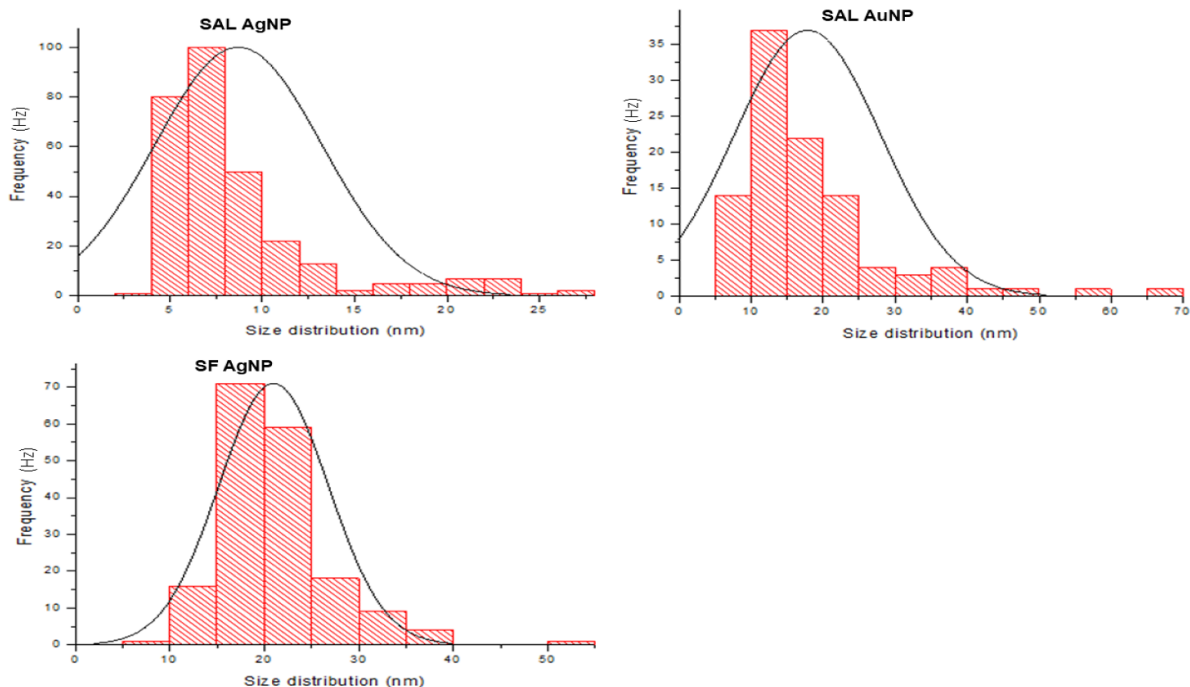 SAL AgNP
100
80
60
40
20
0
Frequency (Hz)
0 5 10 15 20 25
Size distribution (nm)
SAL AuNP
35
30
25
20
15
10
5
0
Frequency (Hz)
0 10 20 30 40 50 60 70
Size distribution (nm)
SF AgNP
70
60
50
40
30
20
10
0
Frequency (Hz)
0 10 20 30 40 50
Size distribution (nm)